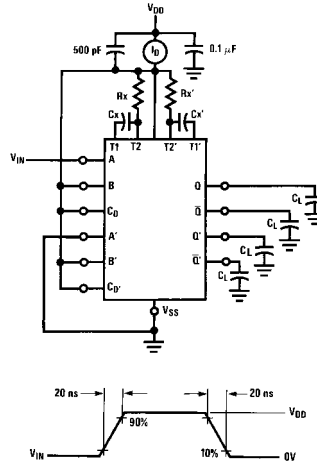 VDD
500 pF
ID
0.1 μF
Rx
Rx'
Cx
Cx'
T1 T2 T2' T1'
VIN
A
B
CD
A'
B'
CD'
Q
Q̅
Q'
Q̅'
CL
CL
CL
CL
VSS
20 ns
20 ns
90%
VDD
VIN
10%
0V